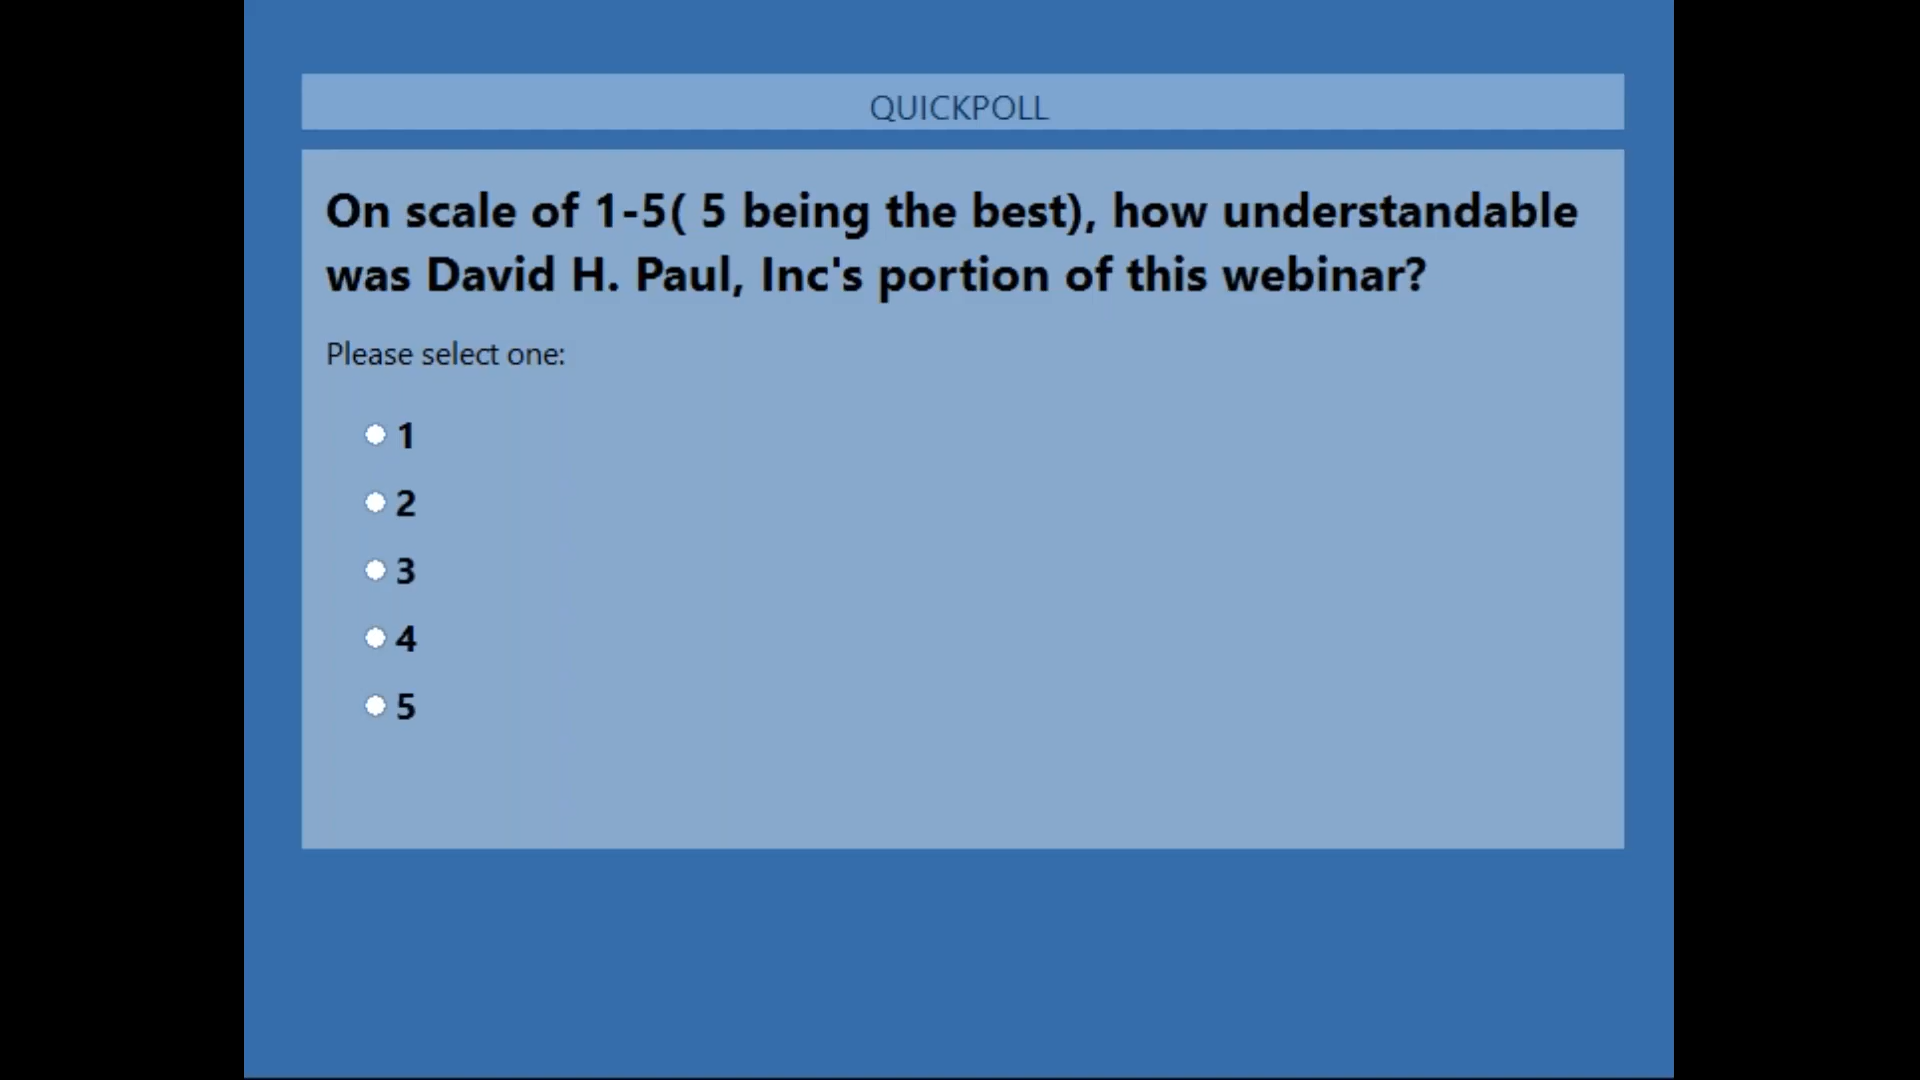 QUICKPOLL
On scale of 1-5( 5 being the best), how understandable
was David H. Paul, Inc's portion of this webinar?
Please select one:
1
2
3
4
5